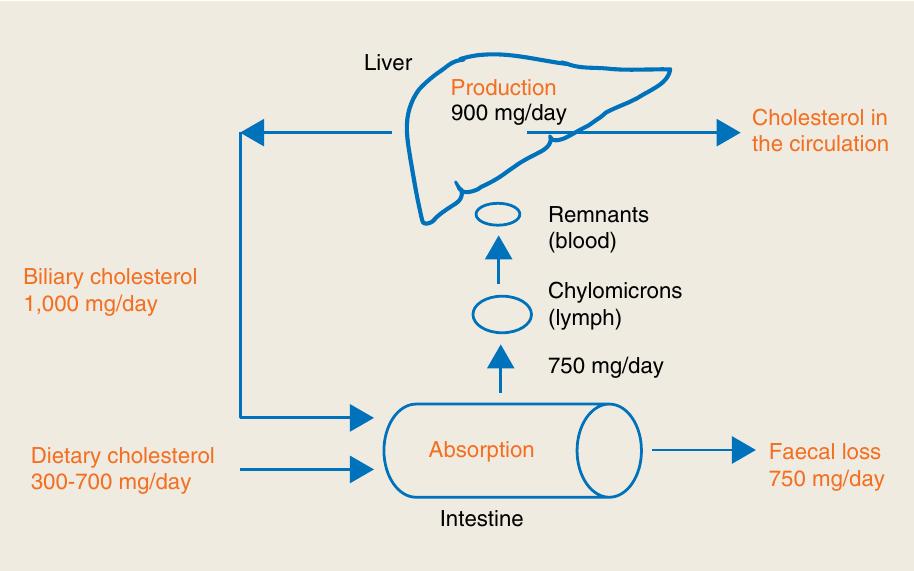 Liver
Production
900 mg/day
Cholesterol in
the circulation
Remnants
(blood)
Biliary cholesterol
1,000 mg/day
Chylomicrons
(lymph)
750 mg/day
Dietary cholesterol
300-700 mg/day
Absorption
Faecal loss
750 mg/day
Intestine